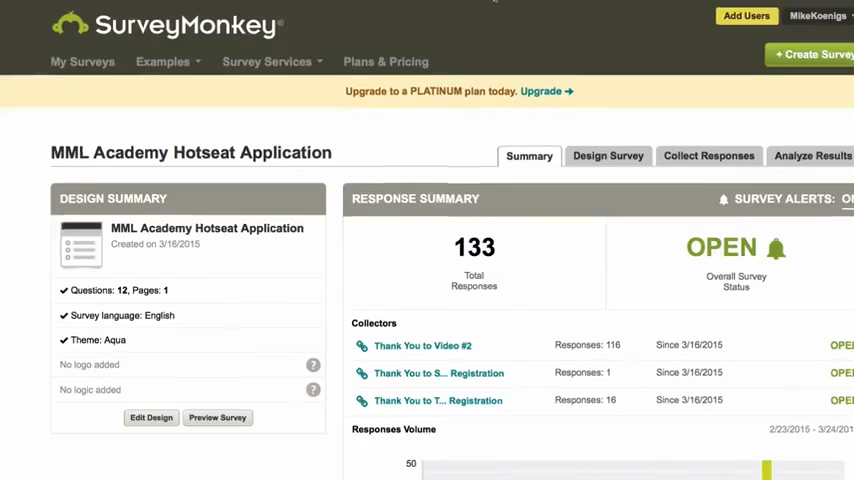 SurveyMonkey®
Add Users
MikeKoenigs
My Surveys
Examples
Survey Services
Plans & Pricing
+ Create Survey
Upgrade to a PLATINUM plan today. Upgrade →
MML Academy Hotseat Application
Summary
Design Survey
Collect Responses
Analyze Results
DESIGN SUMMARY
MML Academy Hotseat Application
Created on 3/16/2015
Questions: 12, Pages: 1
Survey language: English
Theme: Aqua
No logo added ?
No logic added ?
Edit Design
Preview Survey
RESPONSE SUMMARY
SURVEY ALERTS:
133
Total
Responses
OPEN
Overall Survey
Status
Collectors
Thank You to Video #2 Responses: 116 Since 3/16/2015
Thank You to S... Registration Responses: 1 Since 3/16/2015
Thank You to T... Registration Responses: 16 Since 3/16/2015
Responses Volume
2/23/2015 - 3/24/201
50